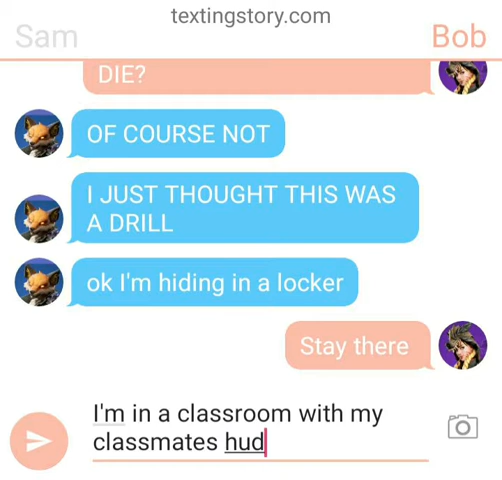 textingstory.com
Sam
Bob
DIE?
OF COURSE NOT
I JUST THOUGHT THIS WAS
A DRILL
ok I'm hiding in a locker
Stay there
I'm in a classroom with my
classmates hud